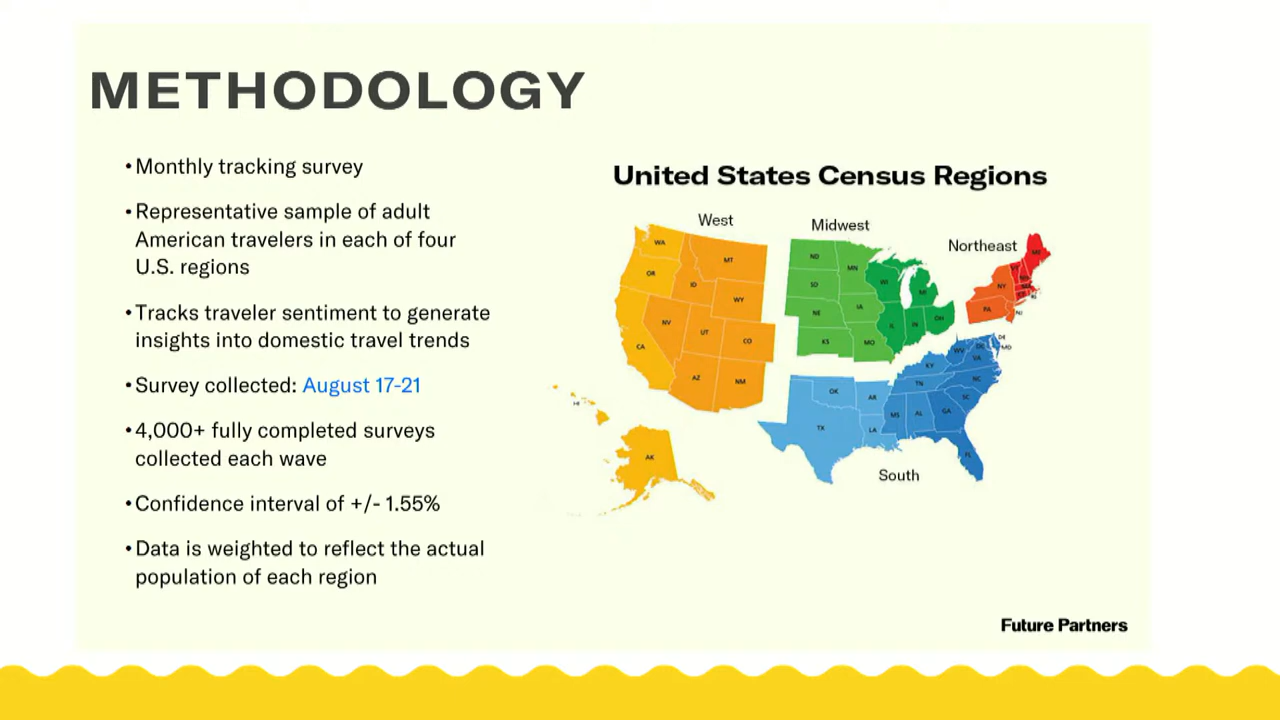 METHODOLOGY
•Monthly tracking survey
•Representative sample of adult
American travelers in each of four
U.S. regions
•Tracks traveler sentiment to generate
insights into domestic travel trends
•Survey collected: August 17-21
•4,000+ fully completed surveys
collected each wave
•Confidence interval of +/- 1.55%
•Data is weighted to reflect the actual
population of each region
United States Census Regions
West
Midwest
Northeast
WA
MT
OR
ID
WY
NV
UT
CO
CA
AZ
NM
HI
AK
ND
MN
SD
WI
MI
NE
IA
IL
IN
OH
KS
MO
ME
NY
PA
NJ
DE
MD
WV
VA
KY
NC
TN
SC
OK
AR
MS
AL
GA
TX
LA
FL
South
Future Partners